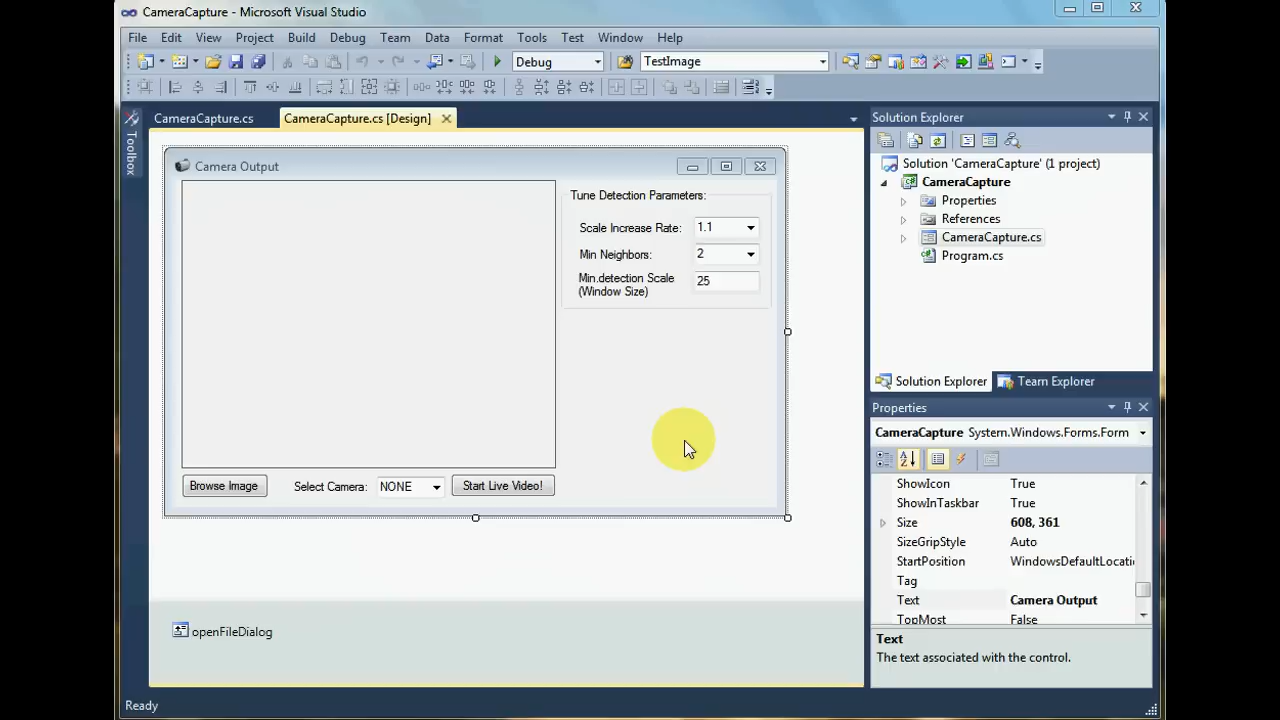 CameraCapture - Microsoft Visual Studio
File Edit View Project Build Debug Team Data Format Tools Test Window Help
Debug TestImage
Toolbox
CameraCapture.cs CameraCapture.cs [Design]
Camera Output
Tune Detection Parameters:
Scale Increase Rate: 1.1
Min Neighbors: 2
Min.detection Scale
(Window Size) 25
Browse Image Select Camera: NONE Start Live Video!
openFileDialog
Solution Explorer
Solution 'CameraCapture' (1 project)
CameraCapture
Properties
References
CameraCapture.cs
Program.cs
Solution Explorer Team Explorer
Properties
CameraCapture System.Windows.Forms.Form
ShowIcon True
ShowInTaskbar True
Size 608, 361
SizeGripStyle Auto
StartPosition WindowsDefaultLocati
Tag
Text Camera Output
TopMost False
Text
The text associated with the control.
Ready